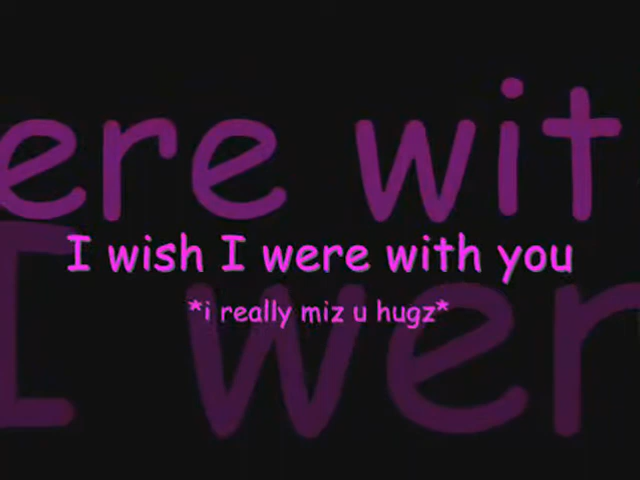 ere wit
I wish I were with you
*i really miz u hugz*
I wer